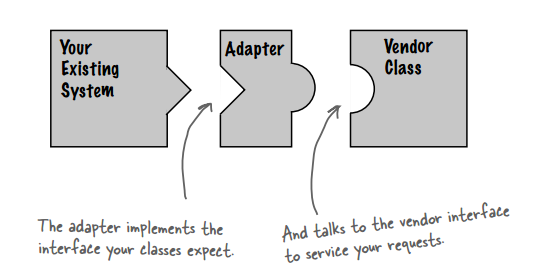 Your
Existing
System
Adapter
Vendor
Class
The adapter implements the
interface your classes expect.
And talks to the vendor interface
to service your requests.